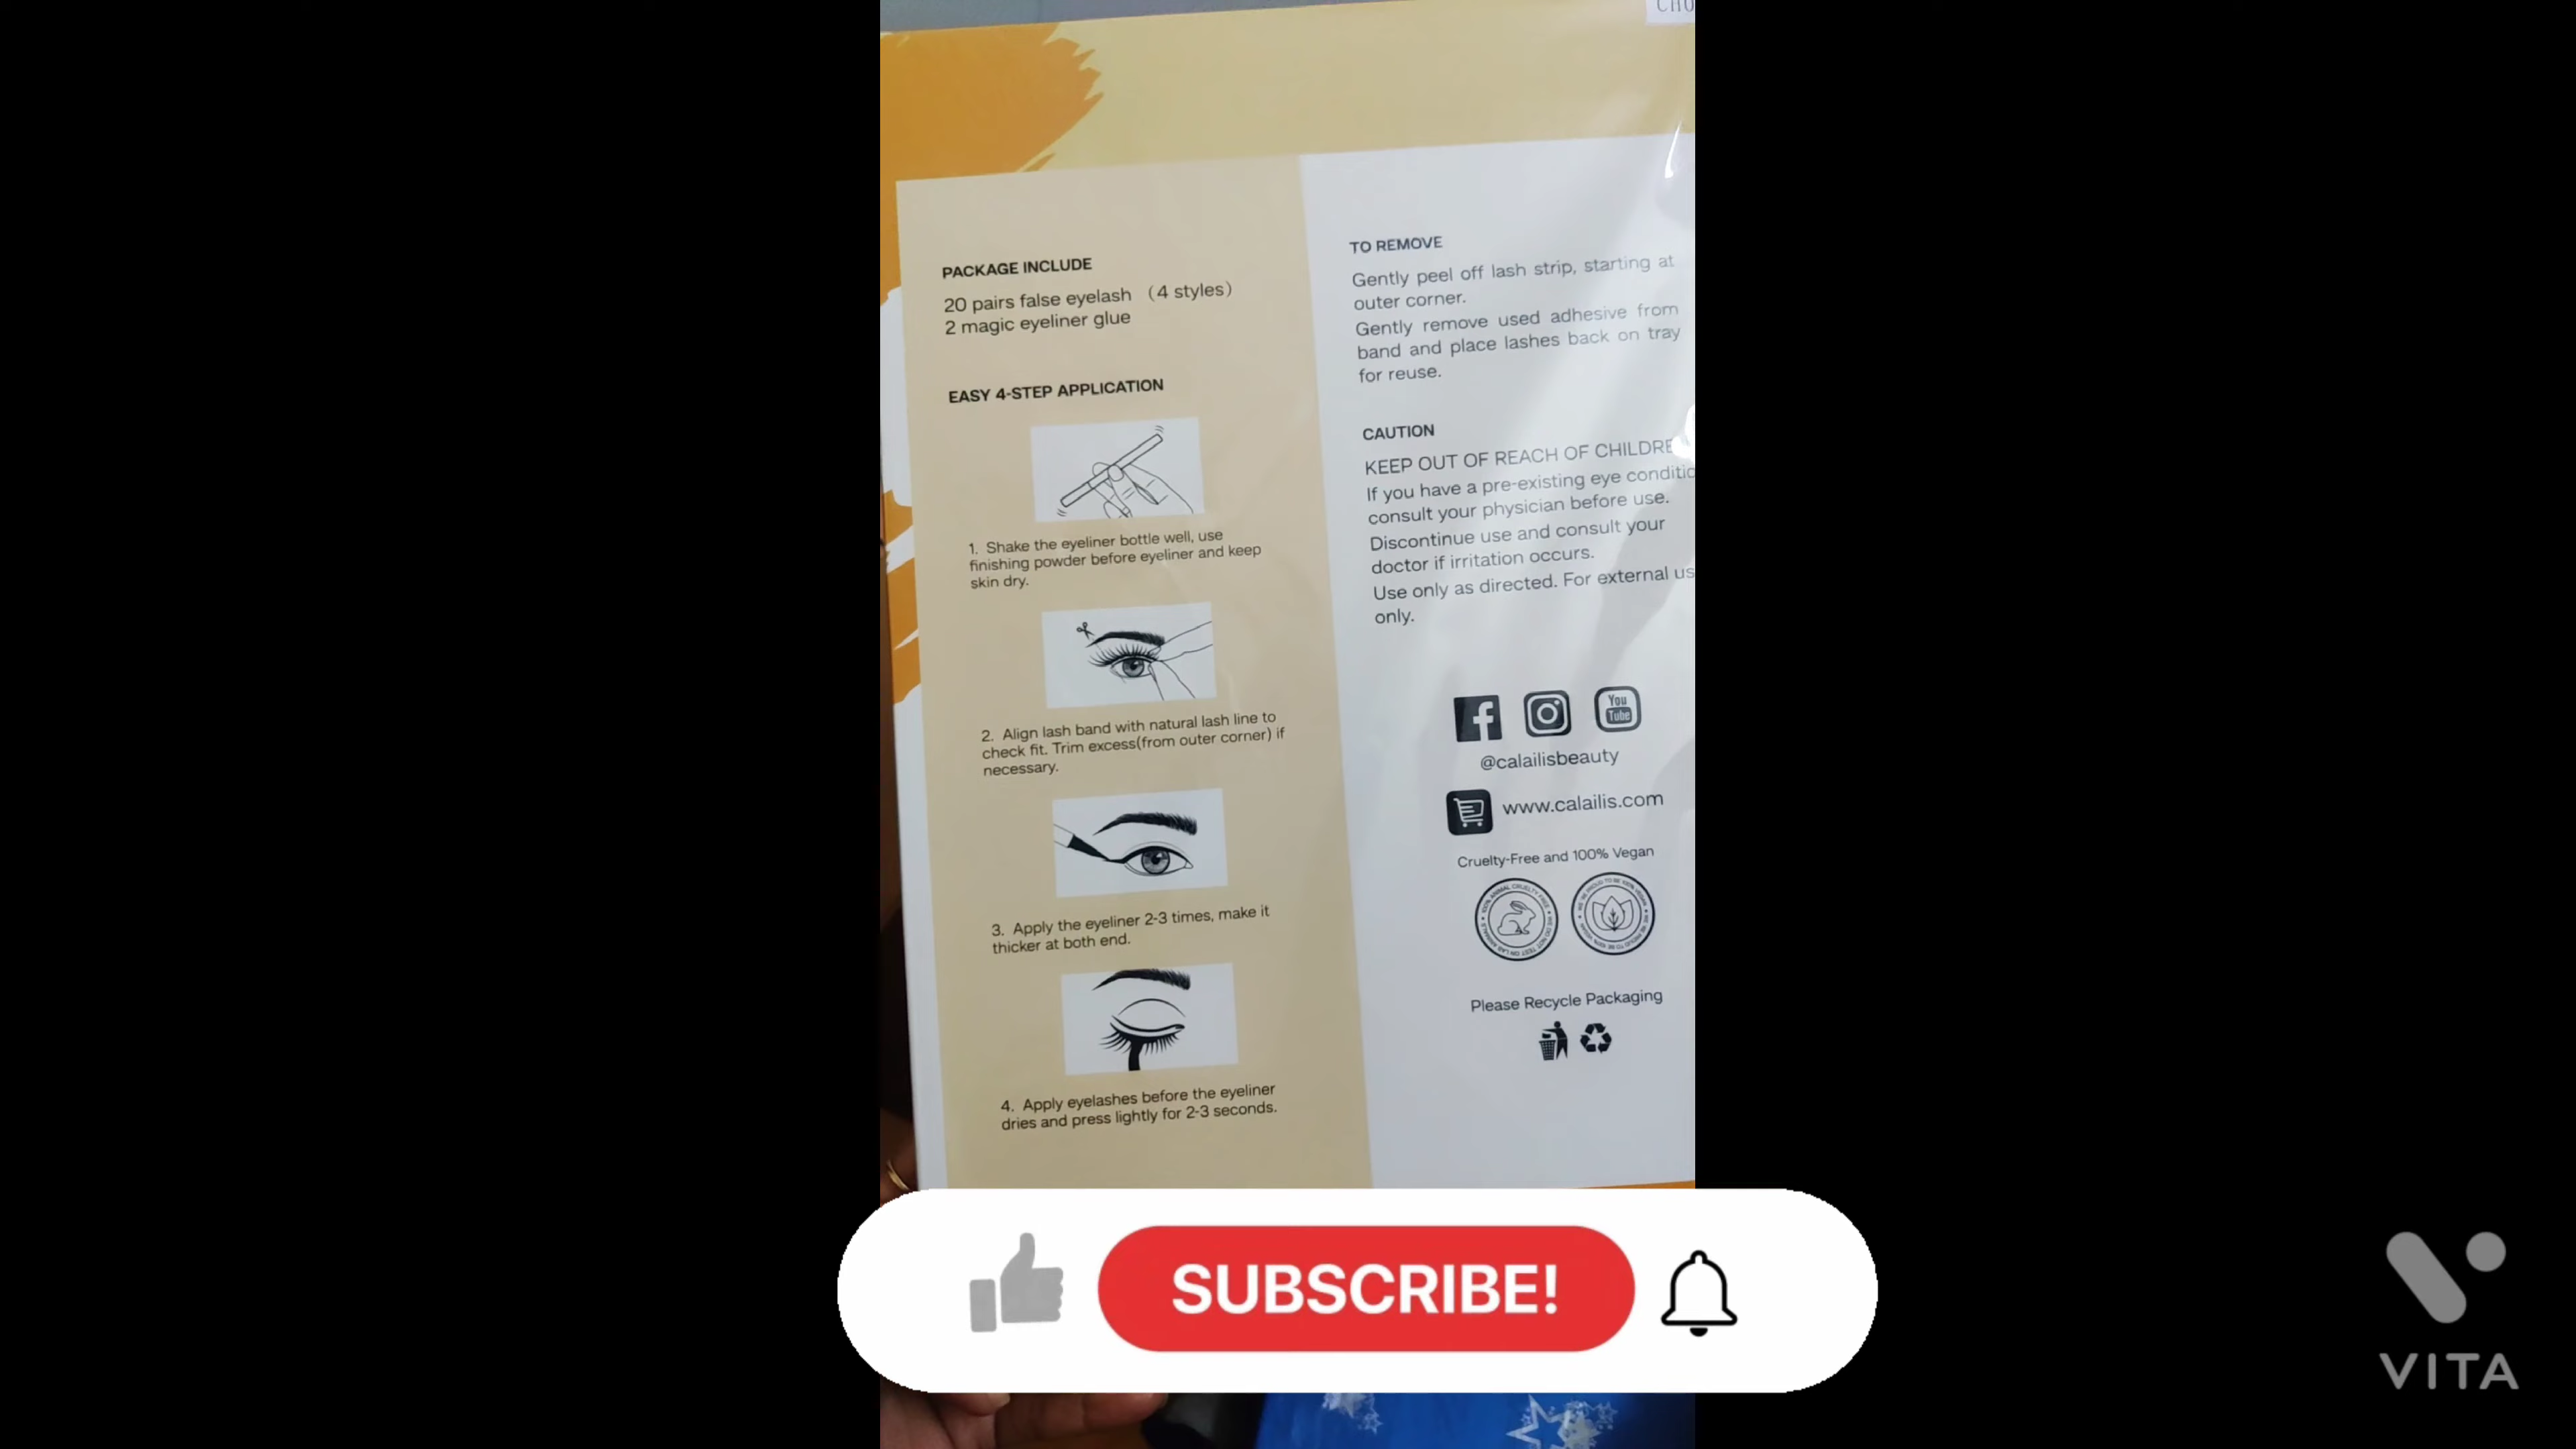 PACKAGE INCLUDE
20 pairs false eyelash (4 styles)
2 magic eyeliner glue
EASY 4-STEP APPLICATION
1. Shake the eyeliner bottle well, use
finishing powder before eyeliner and keep
skin dry.
2. Align lash band with natural lash line to
check fit. Trim excess(from outer corner) if
necessary.
3. Apply the eyeliner 2-3 times, make it
thicker at both end.
4. Apply eyelashes before the eyeliner
dries and press lightly for 2-3 seconds.
TO REMOVE
Gently peel off lash strip, starting at
outer corner.
Gently remove used adhesive from
band and place lashes back on tray
for reuse.
CAUTION
KEEP OUT OF REACH OF CHILDRE
If you have a pre-existing eye conditio
consult your physician before use.
Discontinue use and consult your
doctor if irritation occurs.
Use only as directed. For external us
only.
You
Tube
@calailisbeauty
www.calailis.com
Cruelty-Free and 100% Vegan
Please Recycle Packaging
SUBSCRIBE!
VITA